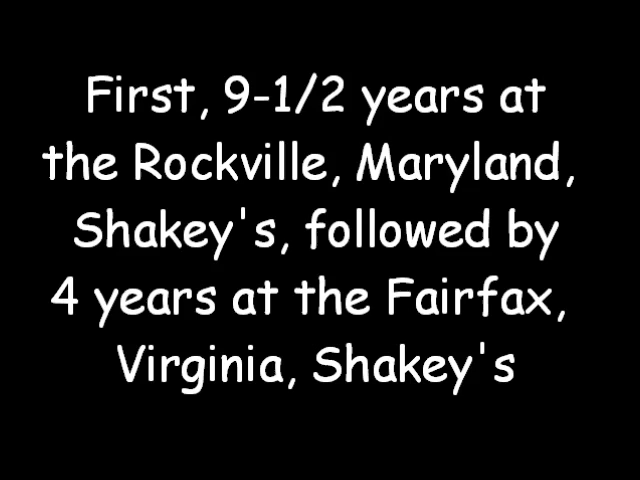 First, 9-1/2 years at
the Rockville, Maryland,
Shakey's, followed by
4 years at the Fairfax,
Virginia, Shakey's